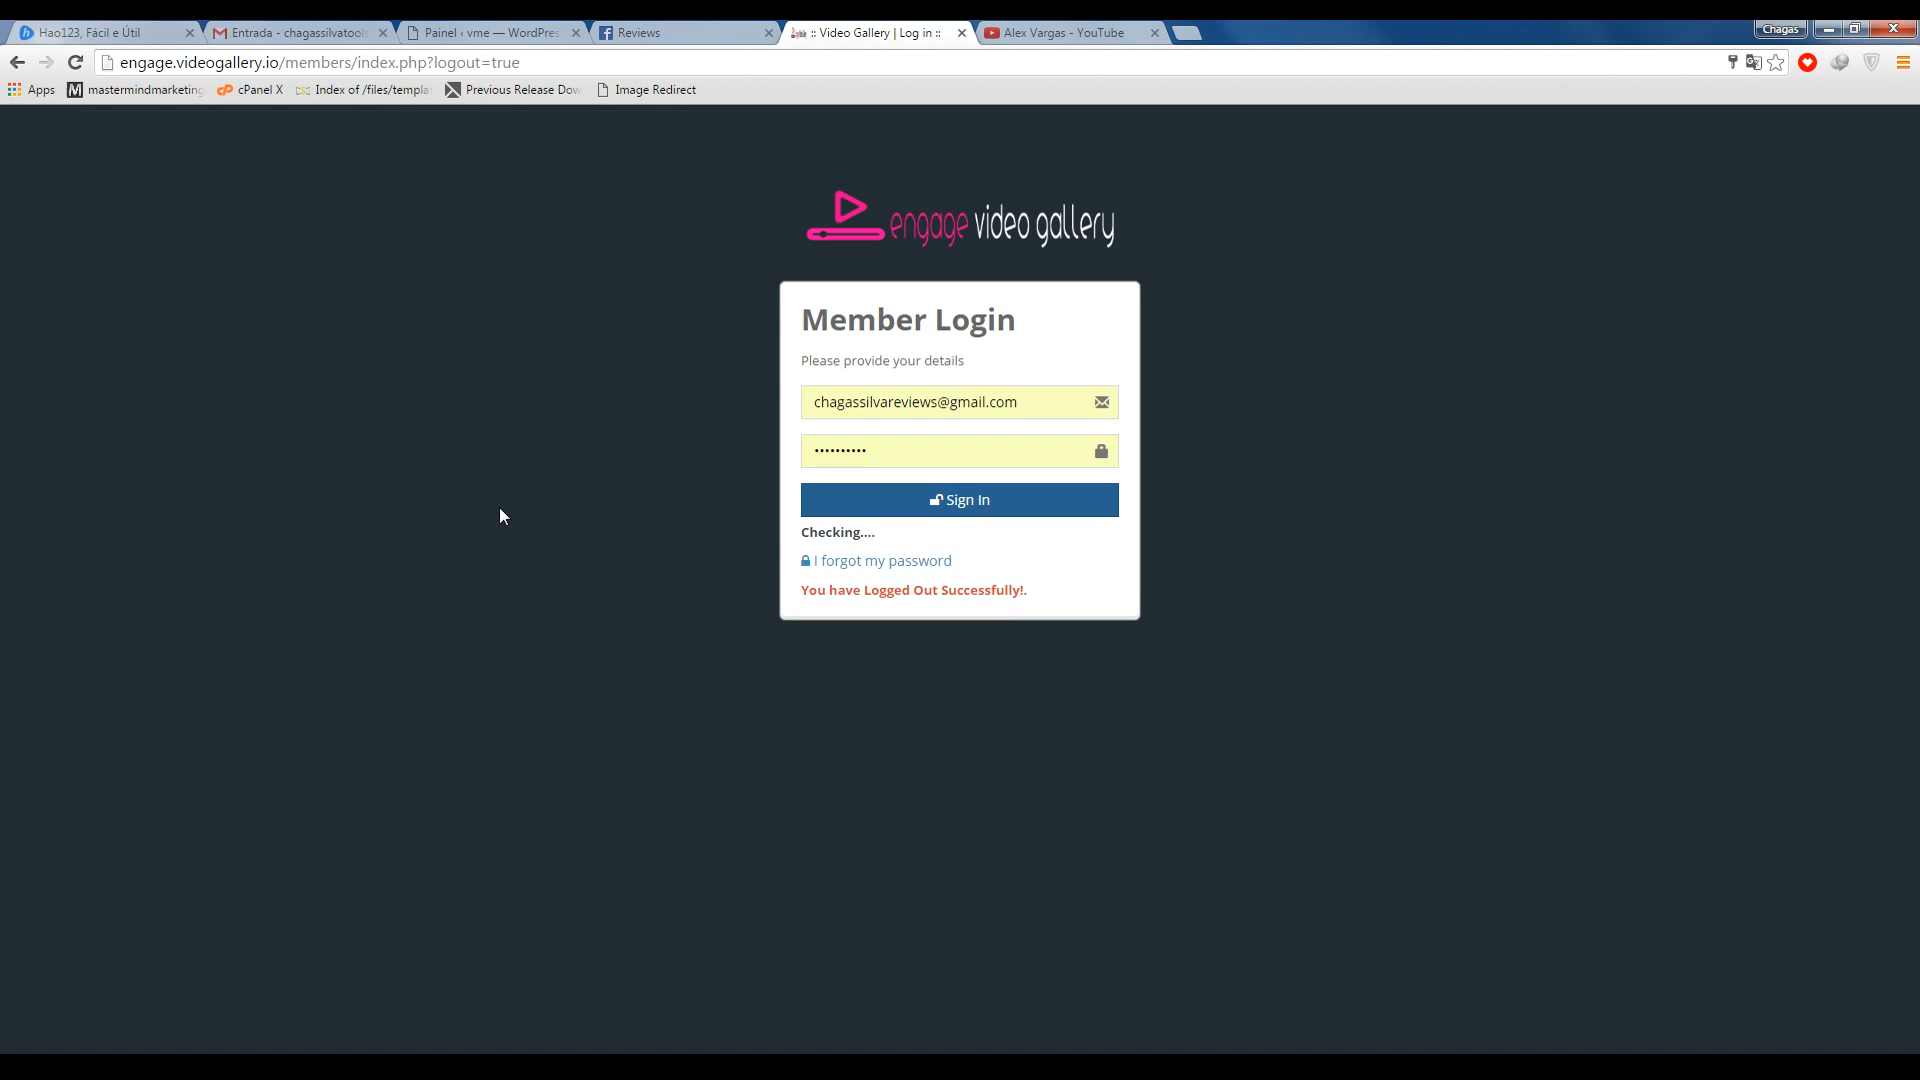 Hao123, Fácil e Útil
Entrada - chagassilvatools
Painel ‹ vme — WordPres
Reviews
:: Video Gallery | Log in ::
Alex Vargas - YouTube
Chagas
engage.videogallery.io/members/index.php?logout=true
Apps
mastermindmarketing
cPanel X
Index of /files/templa
Previous Release Dow
Image Redirect
engage video gallery
Member Login
Please provide your details
chagassilvareviews@gmail.com
••••••••••
Sign In
Checking....
I forgot my password
You have Logged Out Successfully!.